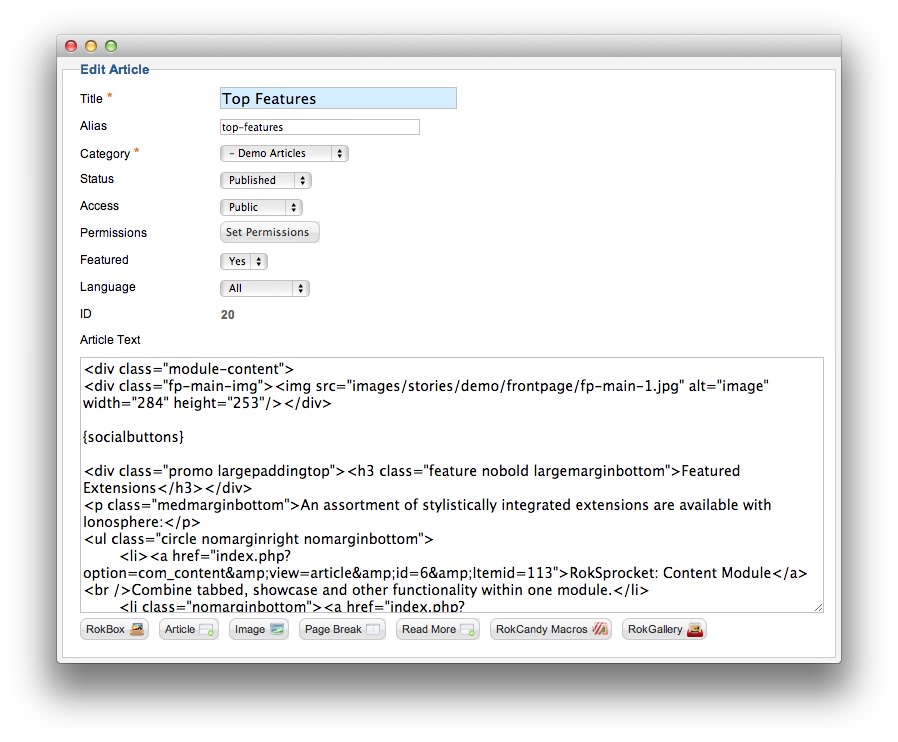 Edit Article
Title *
Top Features
Alias
top-features
Category *
- Demo Articles
Status
Published
Access
Public
Permissions
Set Permissions
Featured
Yes
Language
All
ID
20
Article Text
<div class="module-content">
<div class="fp-main-img"><img src="images/stories/demo/frontpage/fp-main-1.jpg" alt="image"
width="284" height="253"/></div>
{socialbuttons}
<div class="promo largepaddingtop"><h3 class="feature nobold largemarginbottom">Featured
Extensions</h3></div>
<p class="medmarginbottom">An assortment of stylistically integrated extensions are available with
Ionosphere:</p>
<ul class="circle nomarginright nomarginbottom">
<li><a href="index.php?
option=com_content&amp;view=article&amp;id=6&amp;Itemid=113">RokSprocket: Content Module</a>
<br />Combine tabbed, showcase and other functionality within one module.</li>
<li class="nomarginbottom"><a href="index.php?
RokBox
Article
Image
Page Break
Read More
RokCandy Macros
RokGallery